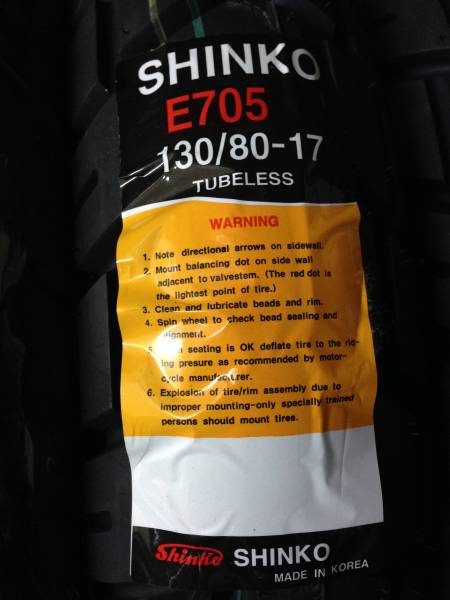 SHINKO
E705
130/80-17
TUBELESS
WARNING
1. Note directional arrows on sidewall.
2. Mount balancing dot on side wall
adjacent to valvestem. (The red dot is
the lightest point of tire.)
3. Clean and lubricate beads and rim.
4. Spin wheel to check bead sealing and
5. seating is OK deflate tire to the rid-
ing presure as recommended by motor-
cycle manufacturer.
6. Explosion of tire/rim assembly due to
improper mounting-only specially trained
persons should mount tires.
Shinko SHINKO
MADE IN KOREA